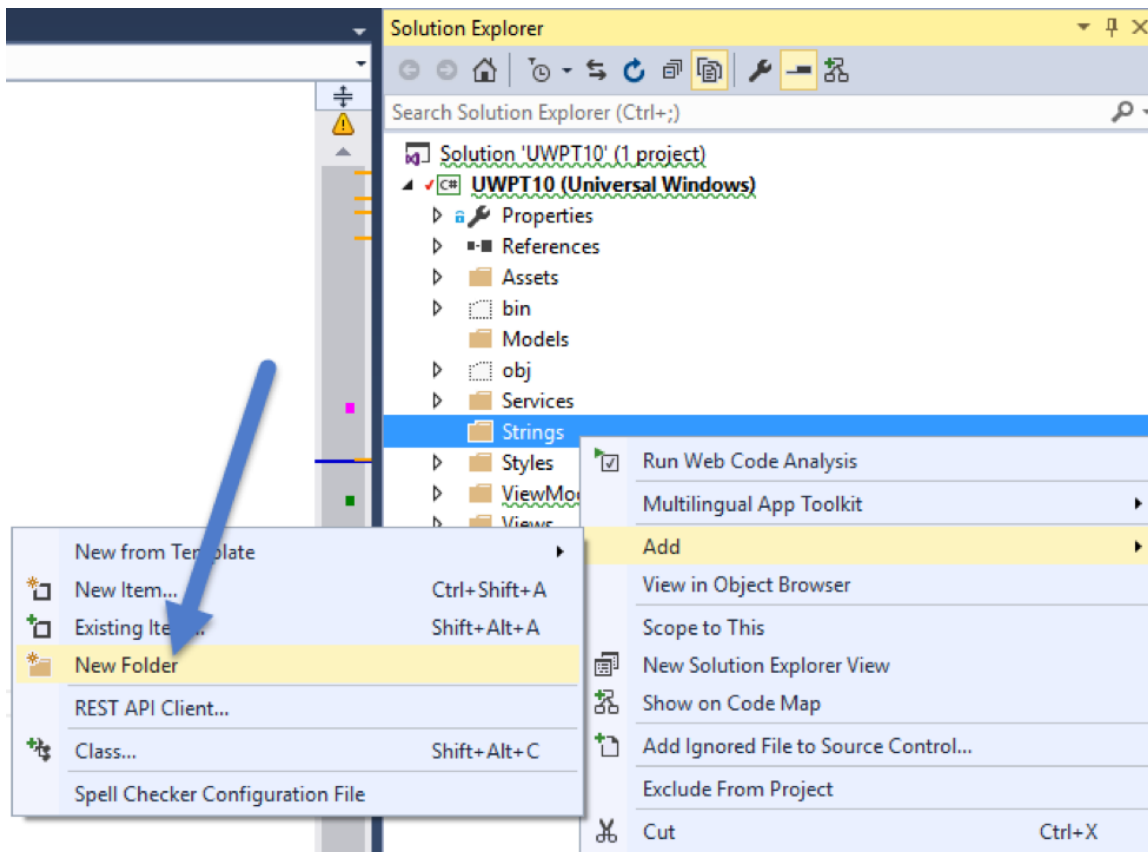 Solution Explorer
Search Solution Explorer (Ctrl+;)
Solution 'UWPT10' (1 project)
C# UWPT10 (Universal Windows)
Properties
References
Assets
bin
Models
obj
Services
Strings
Styles
Views
Run Web Code Analysis
Multilingual App Toolkit
Add
View in Object Browser
Scope to This
New Solution Explorer View
Show on Code Map
Add Ignored File to Source Control...
Exclude From Project
Cut Ctrl+X
New from Template
New Item... Ctrl+Shift+A
Existing Shift+Alt+A
New Folder
REST API Client...
Class... Shift+Alt+C
Spell Checker Configuration File